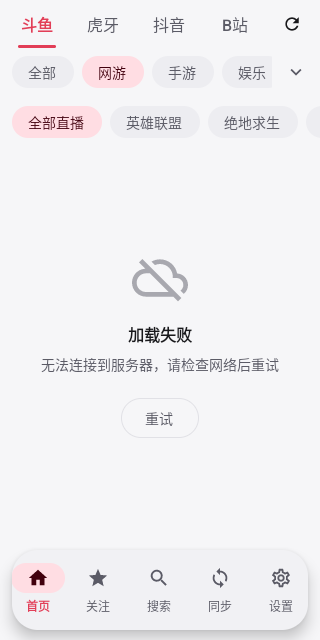 斗鱼 虎牙 抖音 B站
全部 网游 手游 娱乐
全部直播 英雄联盟 绝地求生
加载失败
无法连接到服务器，请检查网络后重试
重试
首页 关注 搜索 同步 设置